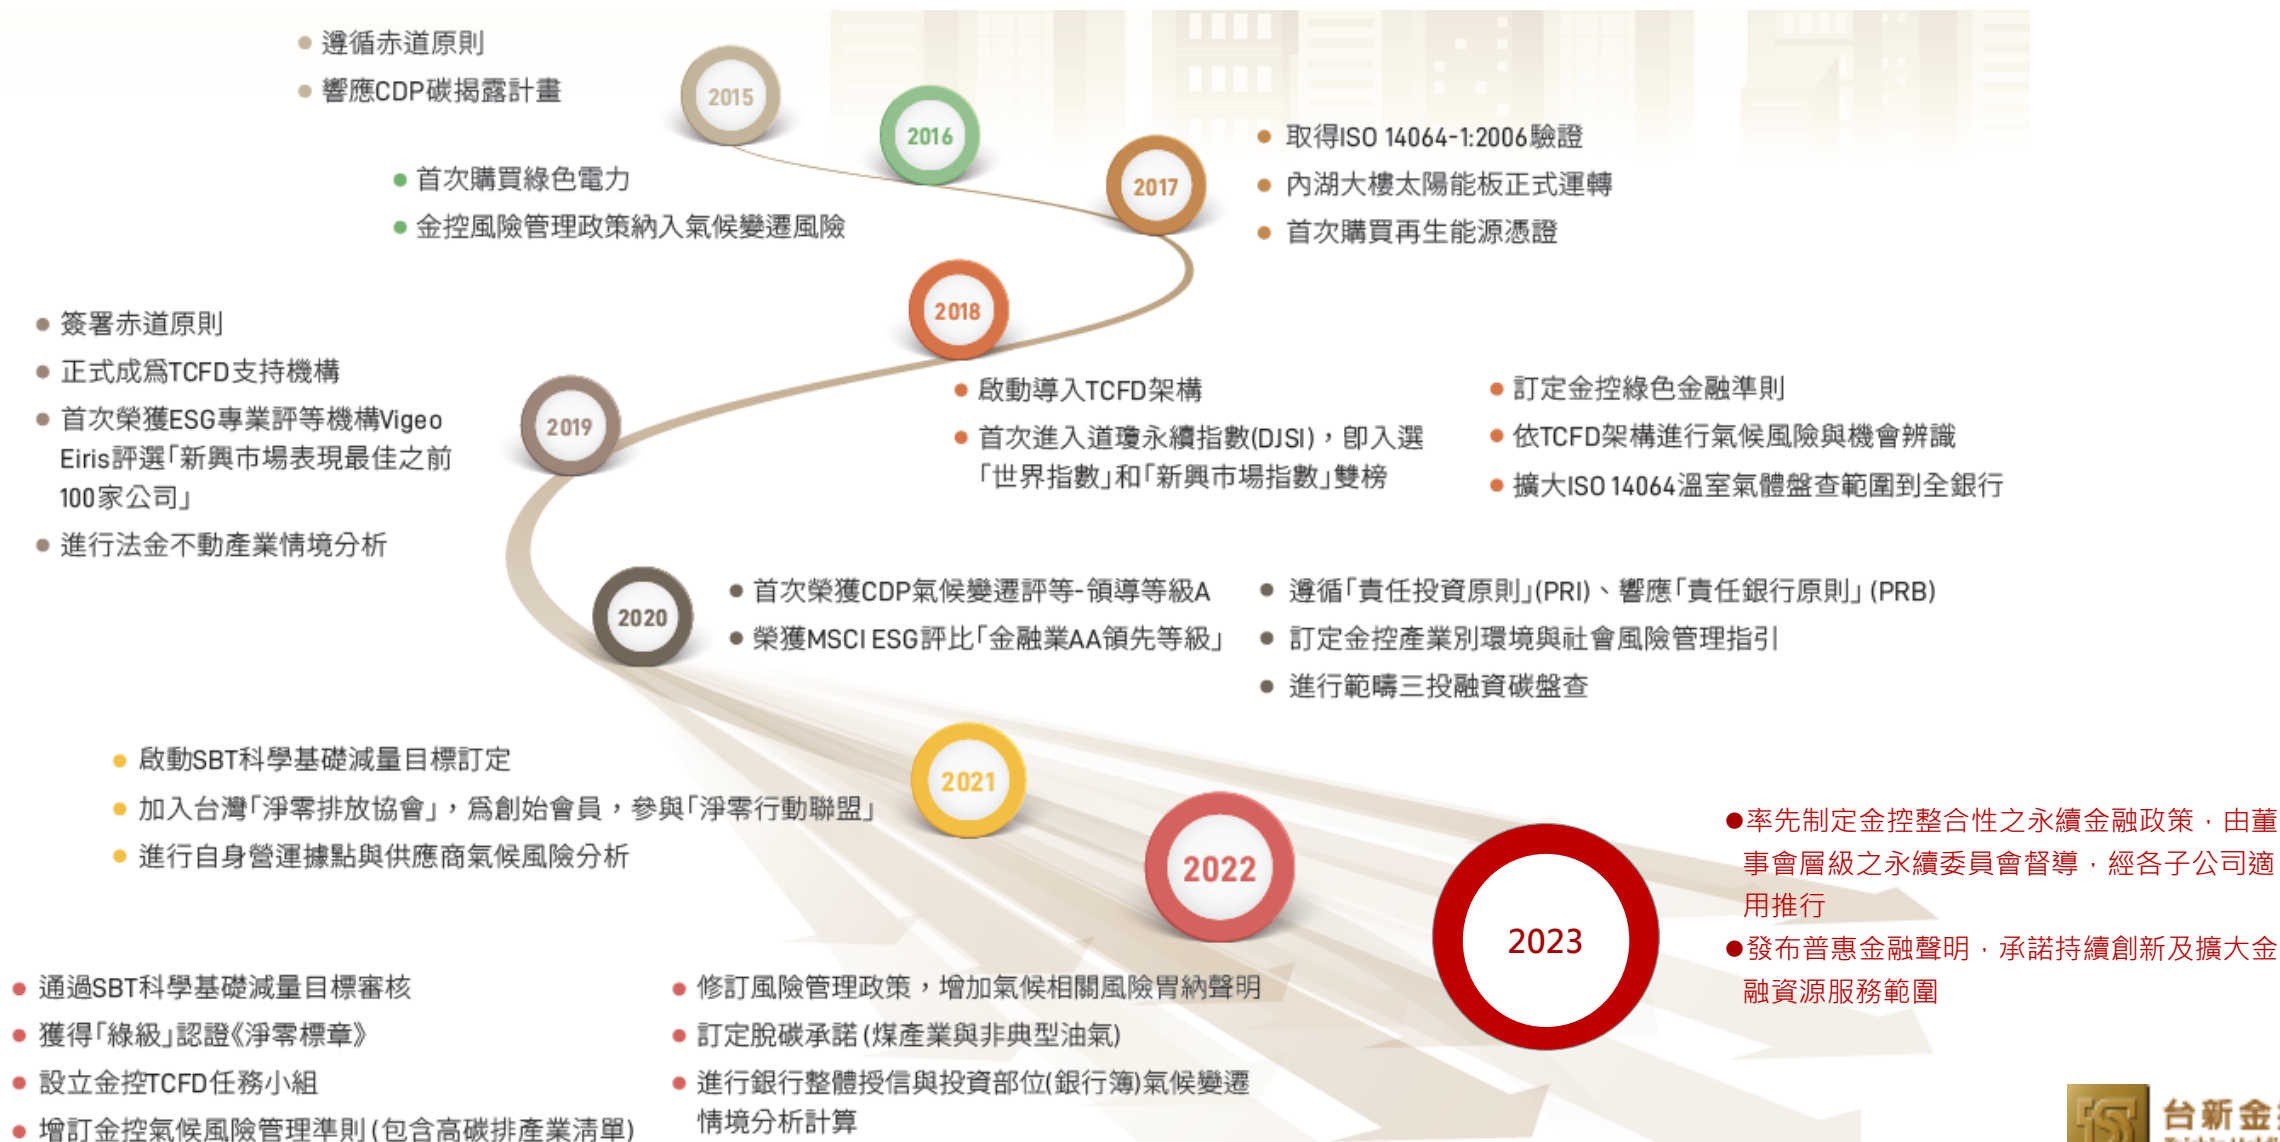 遵循赤道原則
響應CDP碳揭露計畫
2015
2016
首次購買綠色電力
金控風險管理政策納入氣候變遷風險
2017
取得ISO 14064-1:2006驗證
內湖大樓太陽能板正式運轉
首次購買再生能源憑證
2018
啟動導入TCFD架構
首次進入道瓊永續指數(DJSI)，卽入選
「世界指數」和「新興市場指數」雙榜
訂定金控綠色金融準則
依TCFD架構進行氣候風險與機會辨識
擴大ISO 14064溫室氣體盤查範圍到全銀行
簽署赤道原則
正式成爲TCFD支持機構
首次榮獲ESG專業評等機構Vigeo
Eiris評選「新興市場表現最佳之前
100家公司」
進行法金不動產業情境分析
2019
2020
首次榮獲CDP氣候變遷評等-領導等級A
榮獲MSCI ESG評比「金融業AA領先等級」
遵循「責任投資原則」(PRI)、響應「責任銀行原則」(PRB)
訂定金控產業別環境與社會風險管理指引
進行範疇三投融資碳盤查
啟動SBT科學基礎減量目標訂定
加入台灣「淨零排放協會」，爲創始會員，參與「淨零行動聯盟」
進行自身營運據點與供應商氣候風險分析
2021
2022
通過SBT科學基礎減量目標審核
獲得「綠級」認證《淨零標章》
設立金控TCFD任務小組
增訂金控氣候風險管理準則(包含高碳排產業清單)
修訂風險管理政策，增加氣候相關風險胃納聲明
訂定脫碳承諾(煤產業與非典型油氣)
進行銀行整體授信與投資部位(銀行簿)氣候變遷
情境分析計算
2023
率先制定金控整合性之永續金融政策，由董
事會層級之永續委員會督導，經各子公司適
用推行
發布普惠金融聲明，承諾持續創新及擴大金
融資源服務範圍
台新金